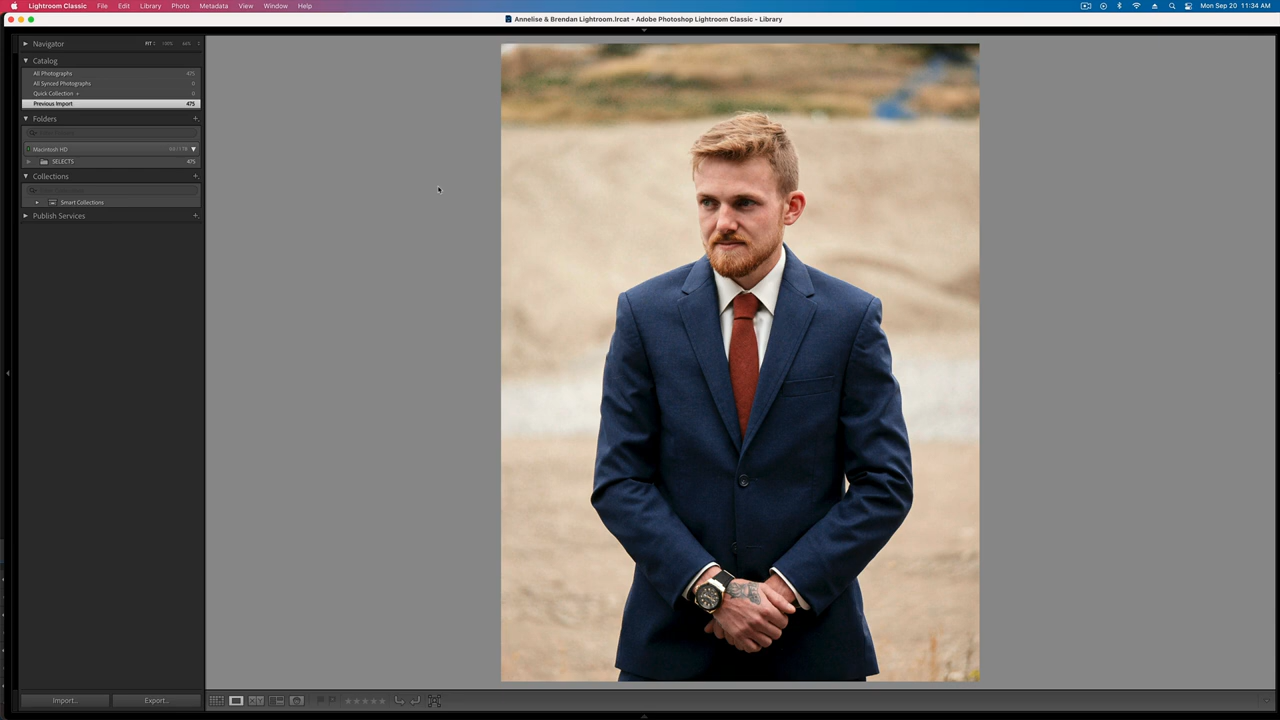 Lightroom Classic File Edit Library Photo Metadata View Window Help Mon Sep 20 11:34 AM
Annelise & Brendan Lightroom.lrcat - Adobe Photoshop Lightroom Classic - Library
Navigator FIT 100%
Catalog
All Photographs 475
All Synced Photographs 0
Quick Collection + 0
Previous Import 475
Folders +
Macintosh HD
SELECTS 475
Collections +
Smart Collections
Publish Services +
Import... Export...